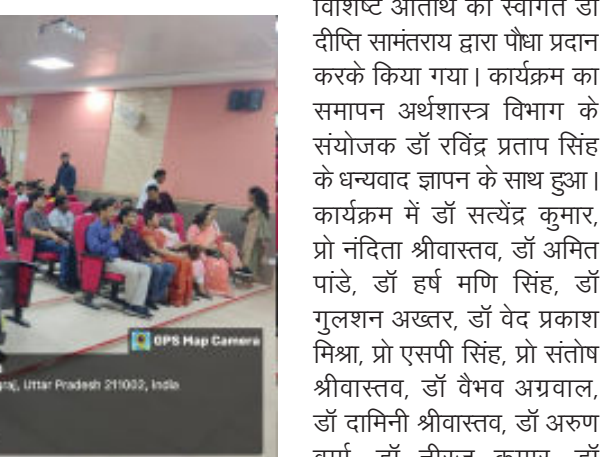 विशिष्ट अतिथि का स्वागत डॉ
दीप्ति सामंतराय द्वारा पौधा प्रदान
करके किया गया। कार्यक्रम का
समापन अर्थशास्त्र विभाग के
संयोजक डॉ रविंद्र प्रताप सिंह
के धन्यवाद ज्ञापन के साथ हुआ।
कार्यक्रम में डॉ सत्येंद्र कुमार,
प्रो नंदिता श्रीवास्तव, डॉ अमित
पांडे, डॉ हर्ष मणि सिंह, डॉ
गुलशन अख्तर, डॉ वेद प्रकाश
मिश्रा, प्रो एसपी सिंह, प्रो संतोष
श्रीवास्तव, डॉ वैभव अग्रवाल,
डॉ दामिनी श्रीवास्तव, डॉ अरुण
वर्मा, डॉ नीरज कुमार, डॉ
GPS Map Camera
raj, Uttar Pradesh 211002, India